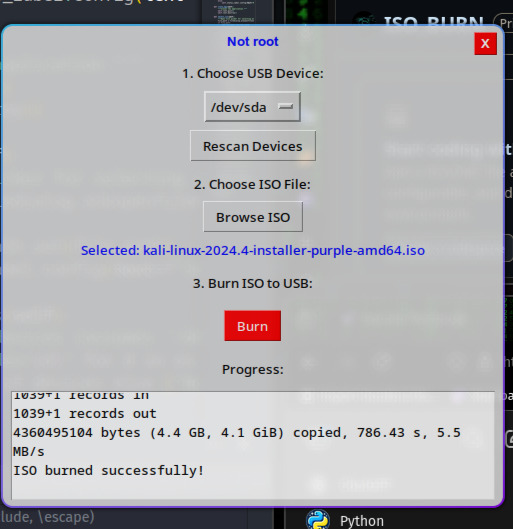 ISO BURN
Not root
X
1. Choose USB Device:
/dev/sda
Rescan Devices
2. Choose ISO File:
Browse ISO
Selected: kali-linux-2024.4-installer-purple-amd64.iso
3. Burn ISO to USB:
Burn
Progress:
1039+1 records in
1039+1 records out
4360495104 bytes (4.4 GB, 4.1 GiB) copied, 786.43 s, 5.5
MB/s
ISO burned successfully!
lude, \escape)
Python